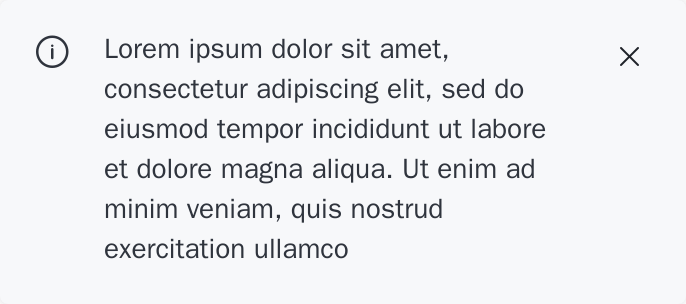 Lorem ipsum dolor sit amet,
consectetur adipiscing elit, sed do
eiusmod tempor incididunt ut labore
et dolore magna aliqua. Ut enim ad
minim veniam, quis nostrud
exercitation ullamco